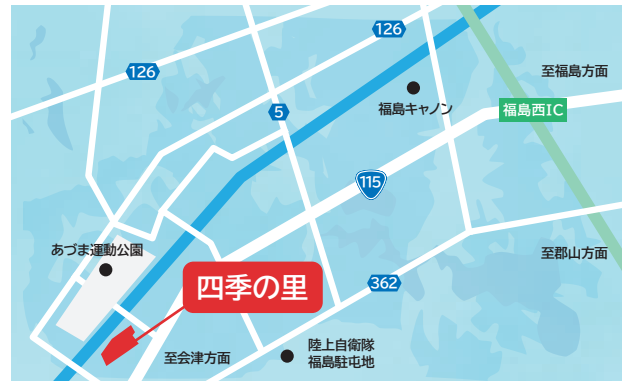 126
126
至福島方面
福島キャノン
福島西IC
5
115
あづま運動公園
至郡山方面
四季の里
362
陸上自衛隊
福島駐屯地
至会津方面